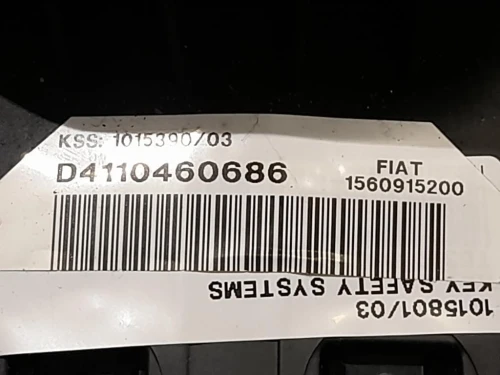 KSS: 1015390/03
D4110460686
FIAT
1560915200
KEY SAFETY SYSTEMS
1015801/03